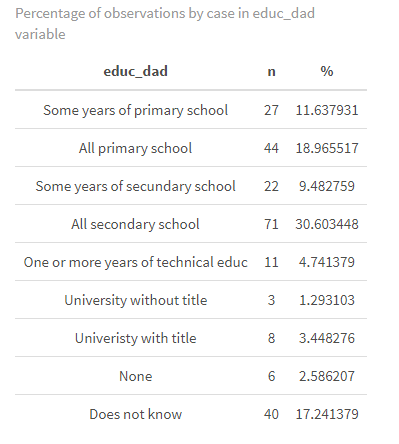 Percentage of observations by case in educ_dad
variable
educ_dad n %
Some years of primary school 27 11.637931
All primary school 44 18.965517
Some years of secundary school 22 9.482759
All secondary school 71 30.603448
One or more years of technical educ 11 4.741379
University without title 3 1.293103
Univeristy with title 8 3.448276
None 6 2.586207
Does not know 40 17.241379